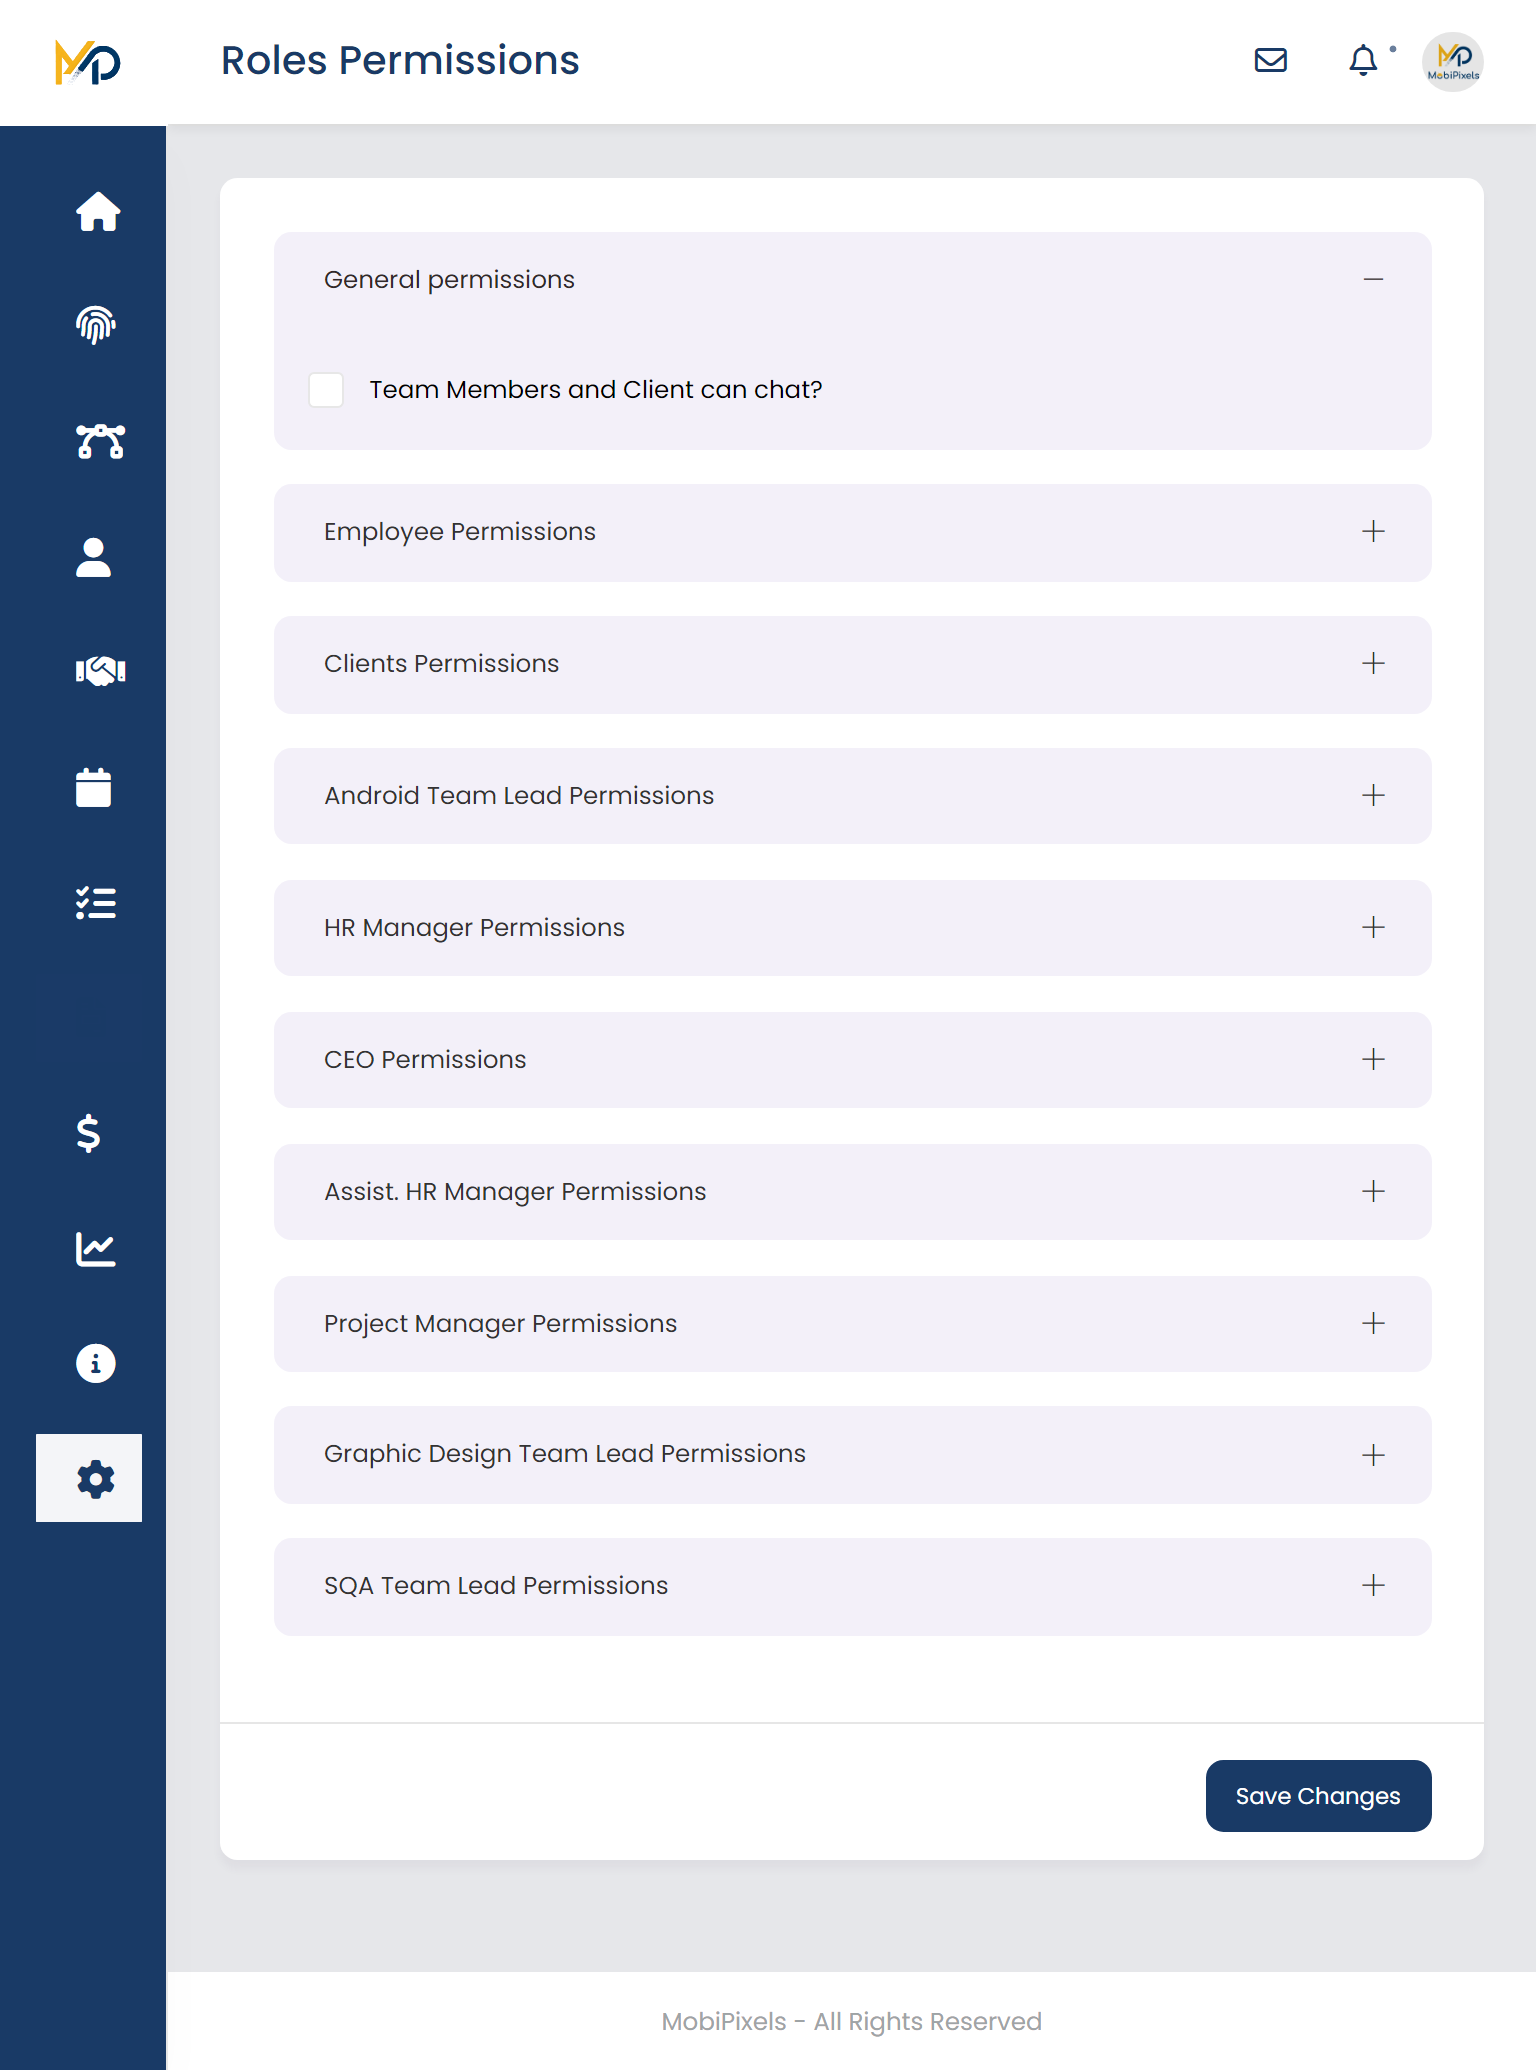 MP
Roles Permissions
MobiPixels
General permissions
Team Members and Client can chat?
Employee Permissions
Clients Permissions
Android Team Lead Permissions
HR Manager Permissions
CEO Permissions
Assist. HR Manager Permissions
Project Manager Permissions
Graphic Design Team Lead Permissions
SQA Team Lead Permissions
Save Changes
MobiPixels - All Rights Reserved